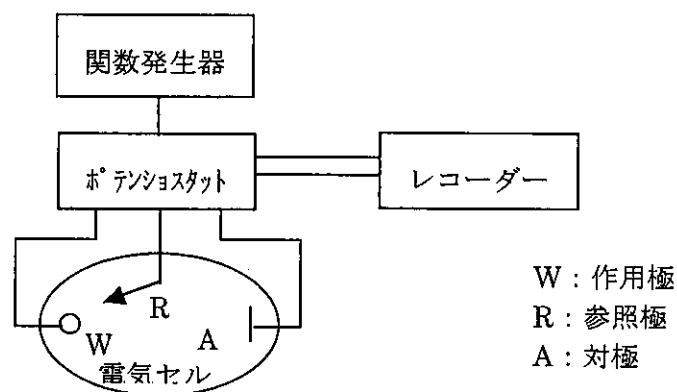 関数発生器
ポテンショスタット
レコーダー
R
W
A
電気セル
W：作用極
R：参照極
A：対極